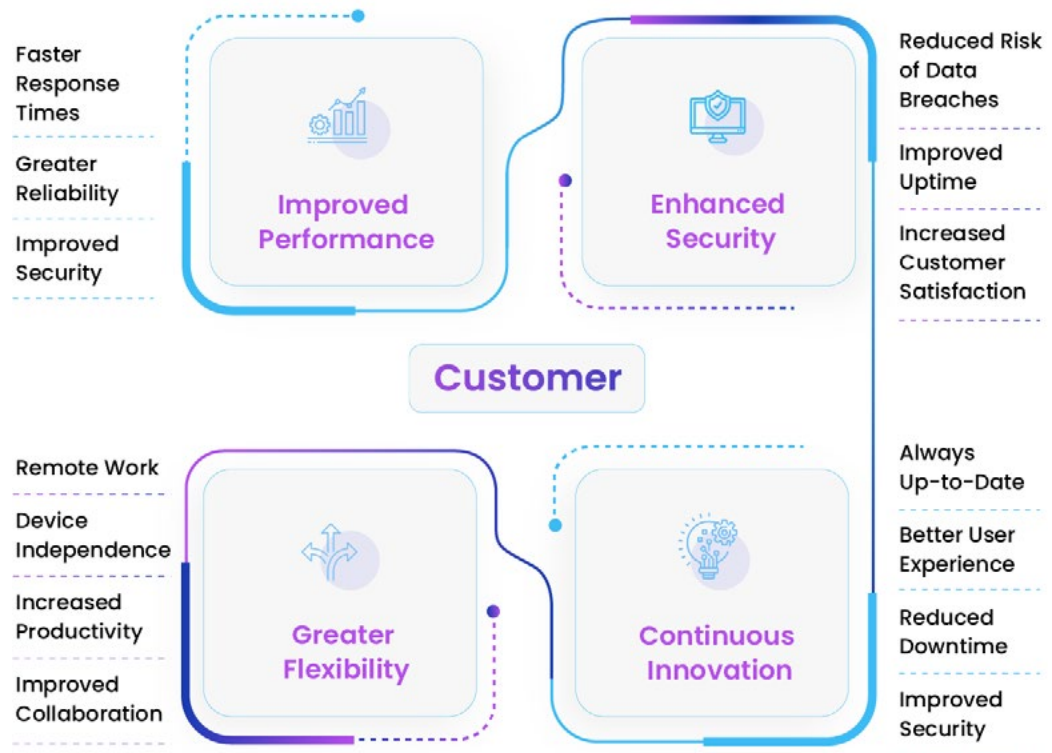 Faster
Response
Times
Greater
Reliability
Improved
Security
Improved
Performance
Enhanced
Security
Reduced Risk
of Data
Breaches
Improved
Uptime
Increased
Customer
Satisfaction
Customer
Remote Work
Device
Independence
Increased
Productivity
Improved
Collaboration
Greater
Flexibility
Continuous
Innovation
Always
Up-to-Date
Better User
Experience
Reduced
Downtime
Improved
Security